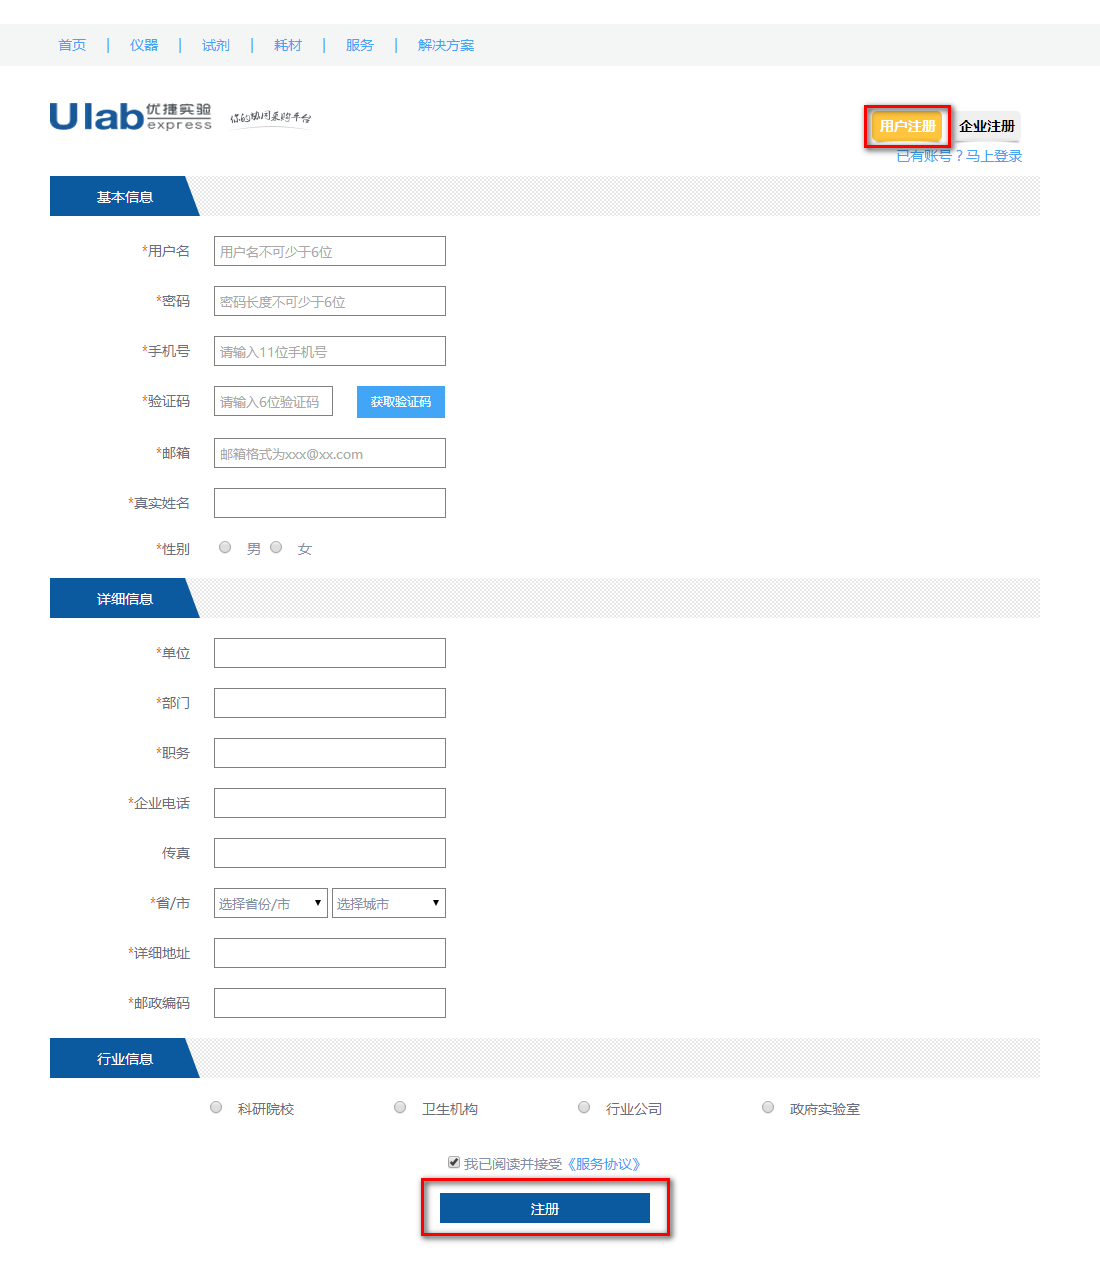 首页 | 仪器 | 试剂 | 耗材 | 服务 | 解决方案
Ulab 优捷实验 express 你的协同采购平台
用户注册 企业注册
已有账号？马上登录
基本信息
*用户名 用户名不可少于6位
*密码 密码长度不可少于6位
*手机号 请输入11位手机号
*验证码 请输入6位验证码 获取验证码
*邮箱 邮箱格式为xxx@xx.com
*真实姓名
*性别 男 女
详细信息
*单位
*部门
*职务
*企业电话
传真
*省/市 选择省份/市 选择城市
*详细地址
*邮政编码
行业信息
科研院校 卫生机构 行业公司 政府实验室
我已阅读并接受《服务协议》
注册